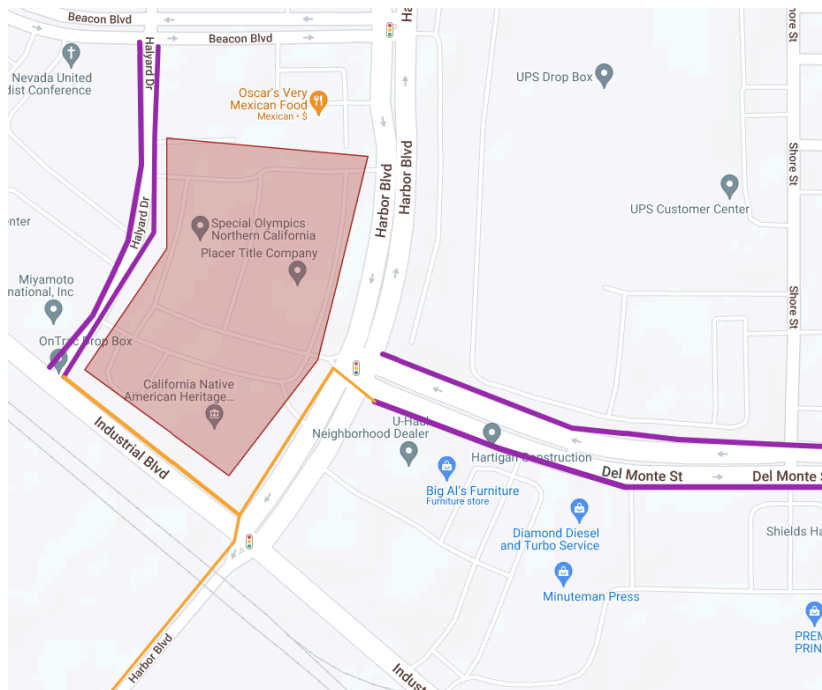 Beacon Blvd
Ha
Shore St
Halyard Dr
Beacon Blvd
Nevada United
dist Conference
UPS Drop Box
Oscar's Very
Mexican Food
Mexican • $
Shore St
Harbor Blvd
Harbor Blvd
UPS Customer Center
Halyard Dr
enter
Special Olympics
Northern California
Placer Title Company
Miyamoto
national, Inc
Shore St
OnTrac Drop Box
California Native
American Heritage...
Industrial Blvd
U-Haul
Neighborhood Dealer
Hartigan Construction
Del Monte St
Del Monte S
Big Al's Furniture
Furniture store
Diamond Diesel
and Turbo Service
Shields Ha
Minuteman Press
PREM
PRIN
Harbor Blvd
Indust